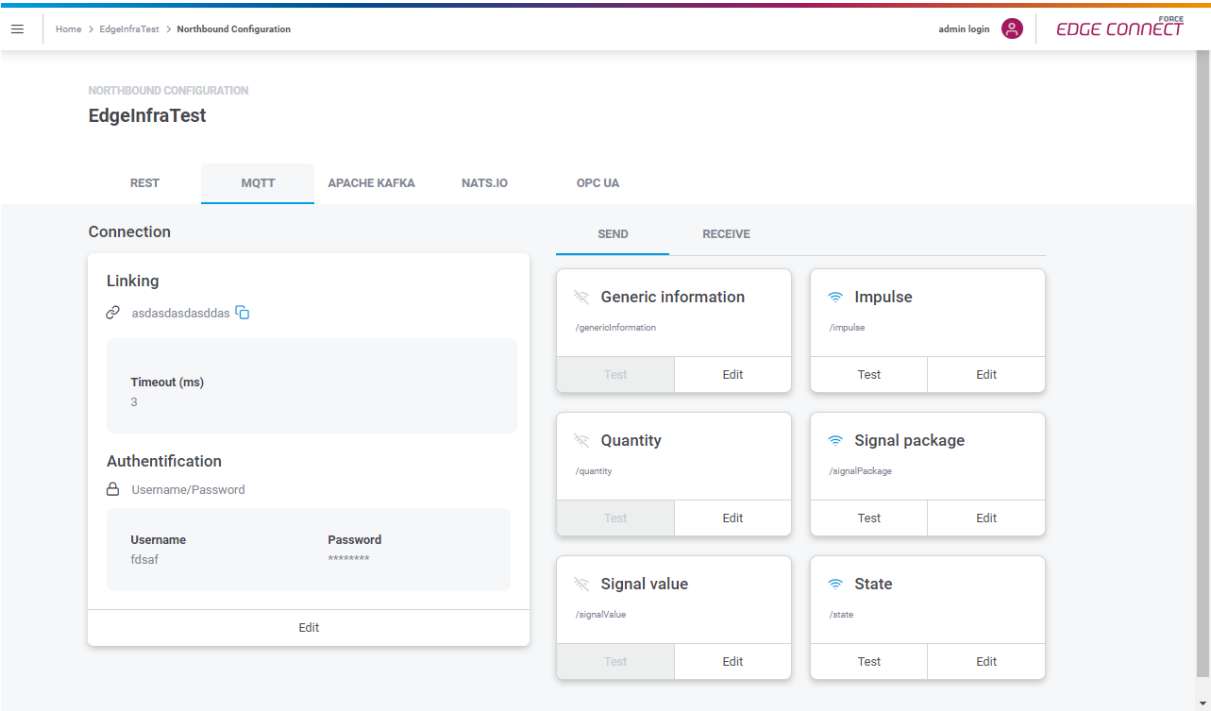 Home > EdgeInfraTest > Northbound Configuration
admin login
FORCE
EDGE CONNECT
NORTHBOUND CONFIGURATION
EdgeInfraTest
REST MQTT APACHE KAFKA NATS.IO OPC UA
Connection
Linking
asdasdasdasddas
Timeout (ms)
3
Authentification
Username/Password
Username Password
fdsaf ********
Edit
SEND RECEIVE
Generic information
/genericInformation
Test Edit
Impulse
/impulse
Test Edit
Quantity
/quantity
Test Edit
Signal package
/signalPackage
Test Edit
Signal value
/signalValue
Test Edit
State
/state
Test Edit